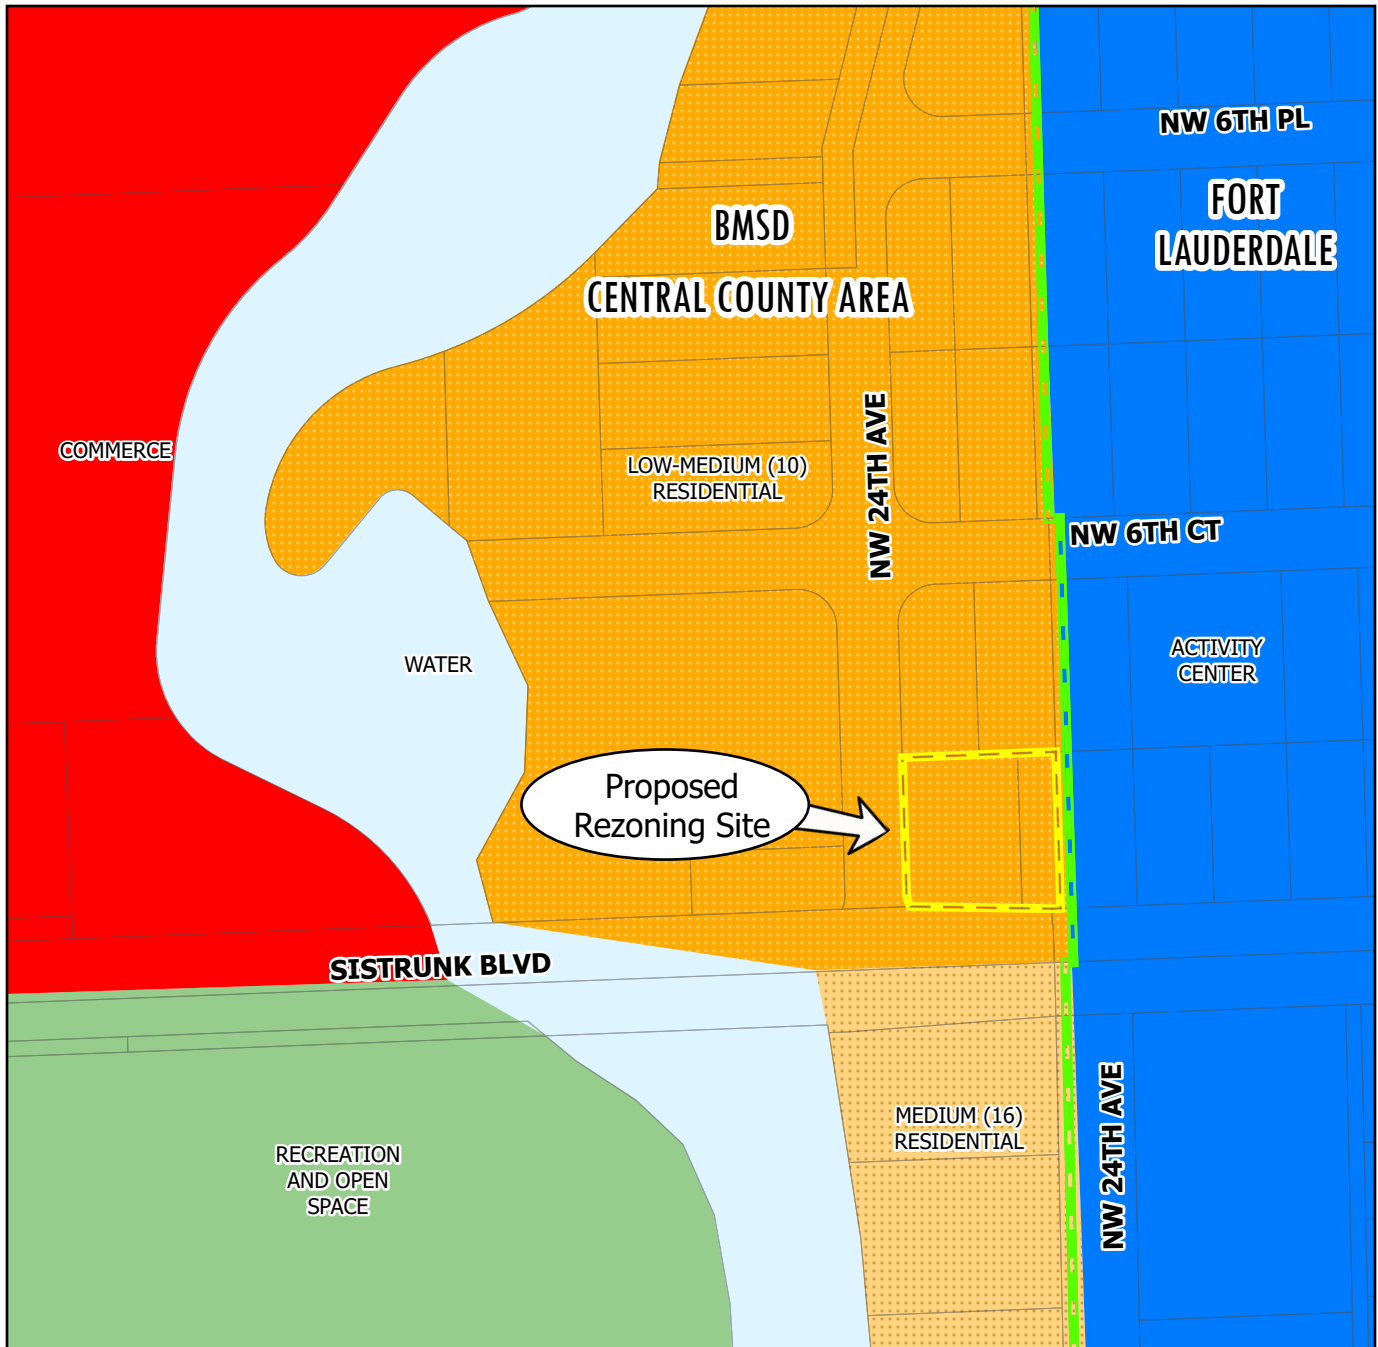 NW 6TH PL
FORT
LAUDERDALE
BMSD
CENTRAL COUNTY AREA
COMMERCE
LOW-MEDIUM (10)
RESIDENTIAL
NW 24TH AVE
NW 6TH CT
WATER
ACTIVITY
CENTER
Proposed
Rezoning Site
SISTRUNK BLVD
MEDIUM (16)
RESIDENTIAL
NW 24TH AVE
RECREATION
AND OPEN
SPACE